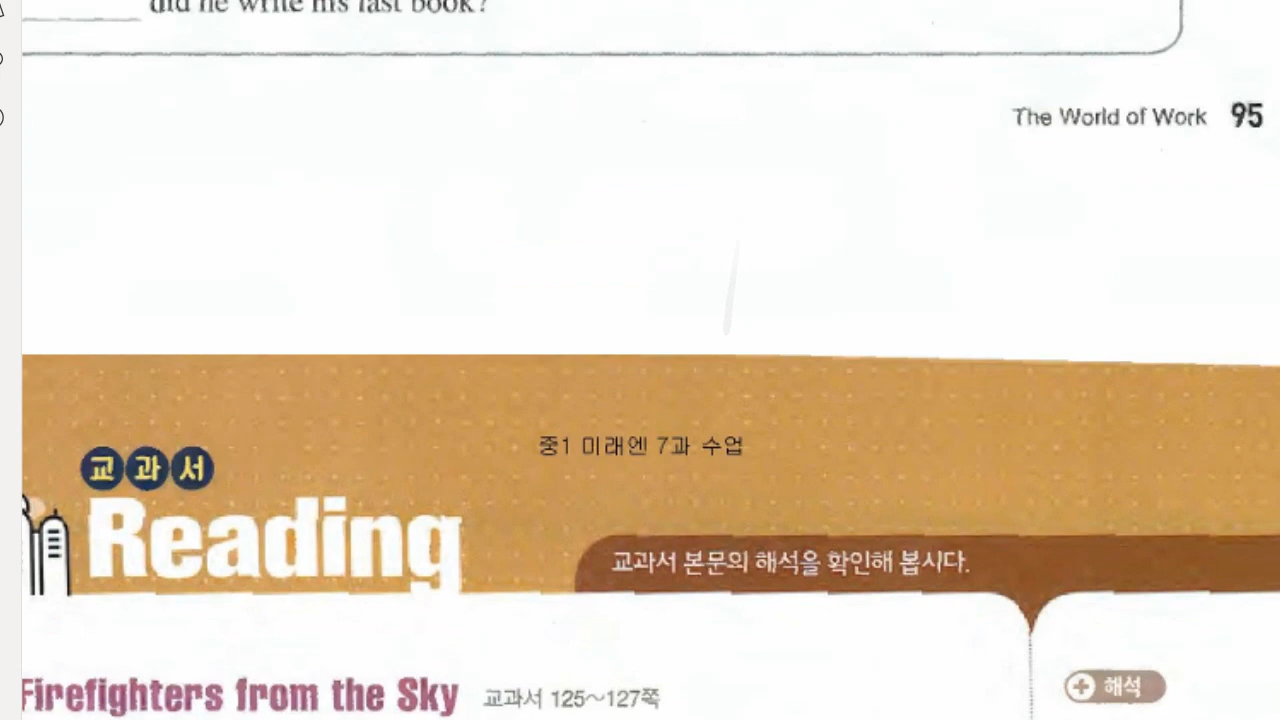 did he write his last book?
The World of Work 95
중1 미래엔 7과 수업
교과서
Reading
교과서 본문의 해석을 확인해 봅시다.
Firefighters from the Sky 교과서 125~127쪽
해석